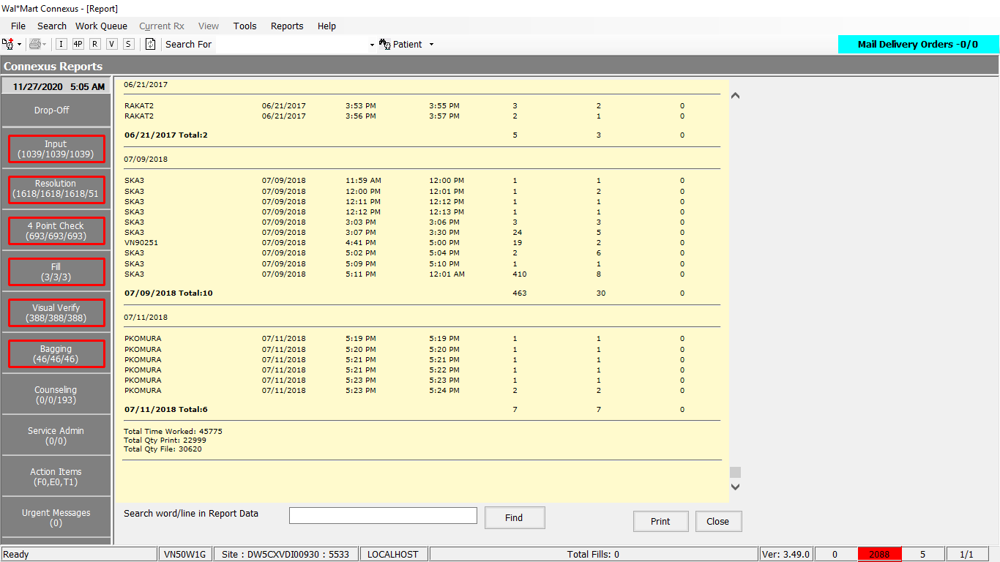 Wal*Mart Connexus - [Report]
File Search Work Queue Current Rx View Tools Reports Help
I 4P R V S Search For Patient Mail Delivery Orders -0/0
Connexus Reports
11/27/2020 5:05 AM
Drop-Off
Input
(1039/1039/1039)
Resolution
(1618/1618/1618/51
4 Point Check
(693/693/693)
Fill
(3/3/3)
Visual Verify
(388/388/388)
Bagging
(46/46/46)
Counseling
(0/0/193)
Service Admin
(0/0)
Action Items
(F0,E0,T1)
Urgent Messages
(0)
06/21/2017
RAKAT2 06/21/2017 3:53 PM 3:55 PM 3 2 0
RAKAT2 06/21/2017 3:56 PM 3:57 PM 2 1 0
06/21/2017 Total:2 5 3 0
07/09/2018
SKA3 07/09/2018 11:59 AM 12:00 PM 1 1 0
SKA3 07/09/2018 12:00 PM 12:01 PM 1 2 0
SKA3 07/09/2018 12:11 PM 12:12 PM 1 1 0
SKA3 07/09/2018 12:12 PM 12:13 PM 1 1 0
SKA3 07/09/2018 3:03 PM 3:06 PM 3 3 0
SKA3 07/09/2018 3:07 PM 3:30 PM 24 5 0
VN90251 07/09/2018 4:41 PM 5:00 PM 19 2 0
SKA3 07/09/2018 5:02 PM 5:04 PM 2 6 0
SKA3 07/09/2018 5:09 PM 5:10 PM 1 1 0
SKA3 07/09/2018 5:11 PM 12:01 AM 410 8 0
07/09/2018 Total:10 463 30 0
07/11/2018
PKOMURA 07/11/2018 5:19 PM 5:19 PM 1 1 0
PKOMURA 07/11/2018 5:20 PM 5:20 PM 1 1 0
PKOMURA 07/11/2018 5:21 PM 5:21 PM 1 1 0
PKOMURA 07/11/2018 5:21 PM 5:22 PM 1 1 0
PKOMURA 07/11/2018 5:23 PM 5:23 PM 1 1 0
PKOMURA 07/11/2018 5:23 PM 5:24 PM 2 2 0
07/11/2018 Total:6 7 7 0
Total Time Worked: 45775
Total Qty Print: 22999
Total Qty File: 30620
Search word/line in Report Data Find Print Close
Ready VN50W1G Site : DW5CXVDI00930 : 5533 LOCALHOST Total Fills: 0 Ver: 3.49.0 0 2088 5 1/1